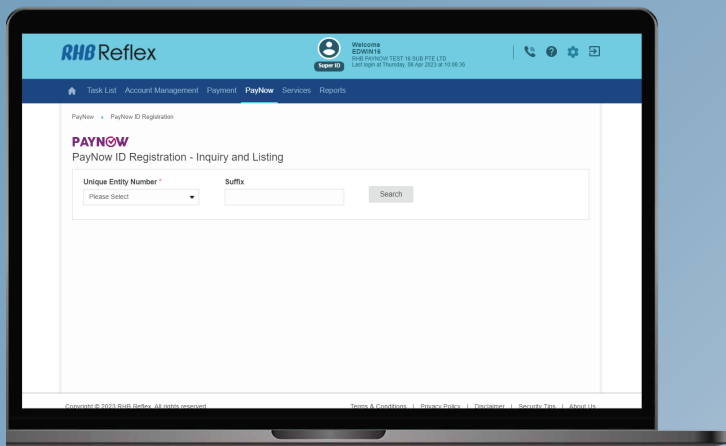 RHB Reflex
Super ID
Welcome
EDWIN16
RHB PAYNOW TEST 16 SUB PTE LTD
Last login at Thursday, 06 Apr 2023 at 10:06:36
Task List Account Management Payment PayNow Services Reports
PayNow PayNow ID Registration
PAYNOW
PayNow ID Registration - Inquiry and Listing
Unique Entity Number * Suffix
Please Select Search
Copyright © 2023 RHB Reflex. All rights reserved Terms & Conditions | Privacy Policy | Disclaimer | Security Tips | About Us